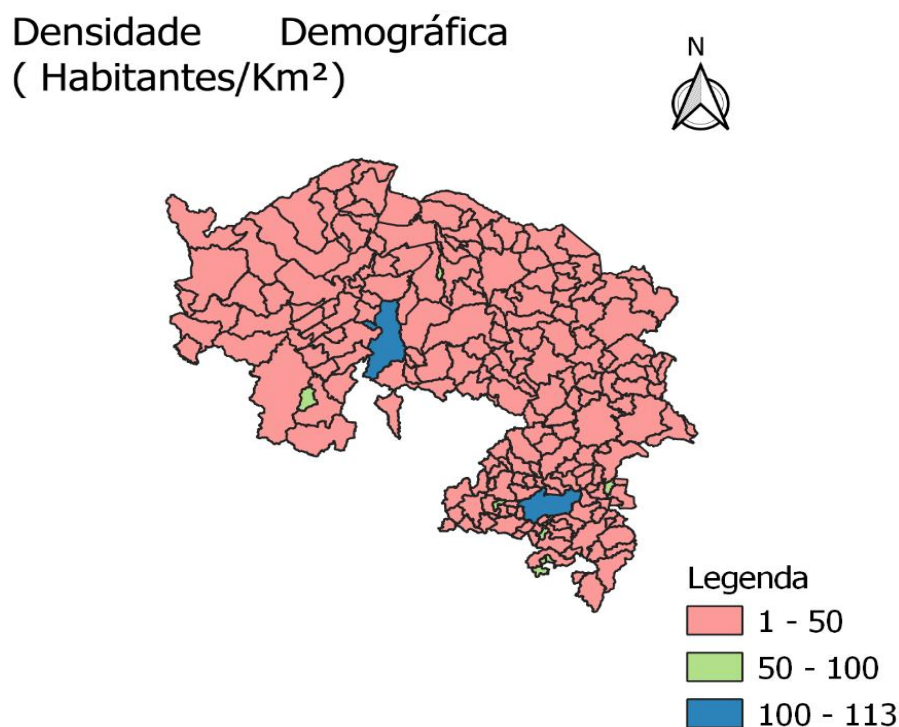 Densidade Demográfica
( Habitantes/Km²)
N
Legenda
1 - 50
50 - 100
100 - 113